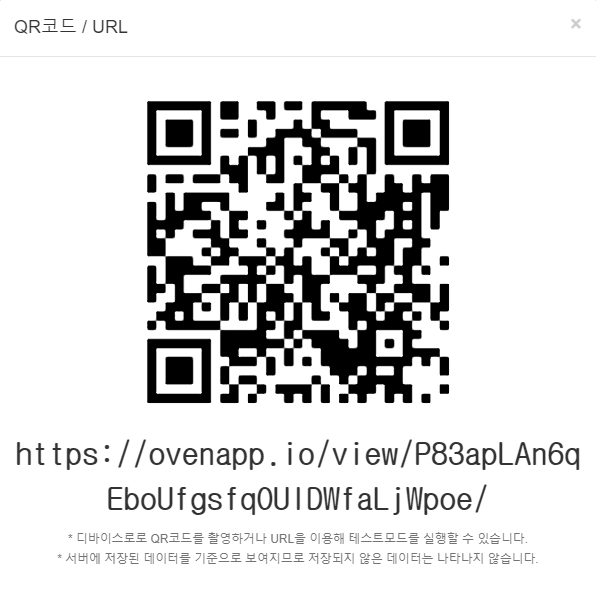 QR코드 / URL
×
https://ovenapp.io/view/P83apLAn6q
EboUfgsfqOUIDWfaLjWpoe/
* 디바이스로로 QR코드를 촬영하거나 URL을 이용해 테스트모드를 실행할 수 있습니다.
* 서버에 저장된 데이터를 기준으로 보여지므로 저장되지 않은 데이터는 나타나지 않습니다.